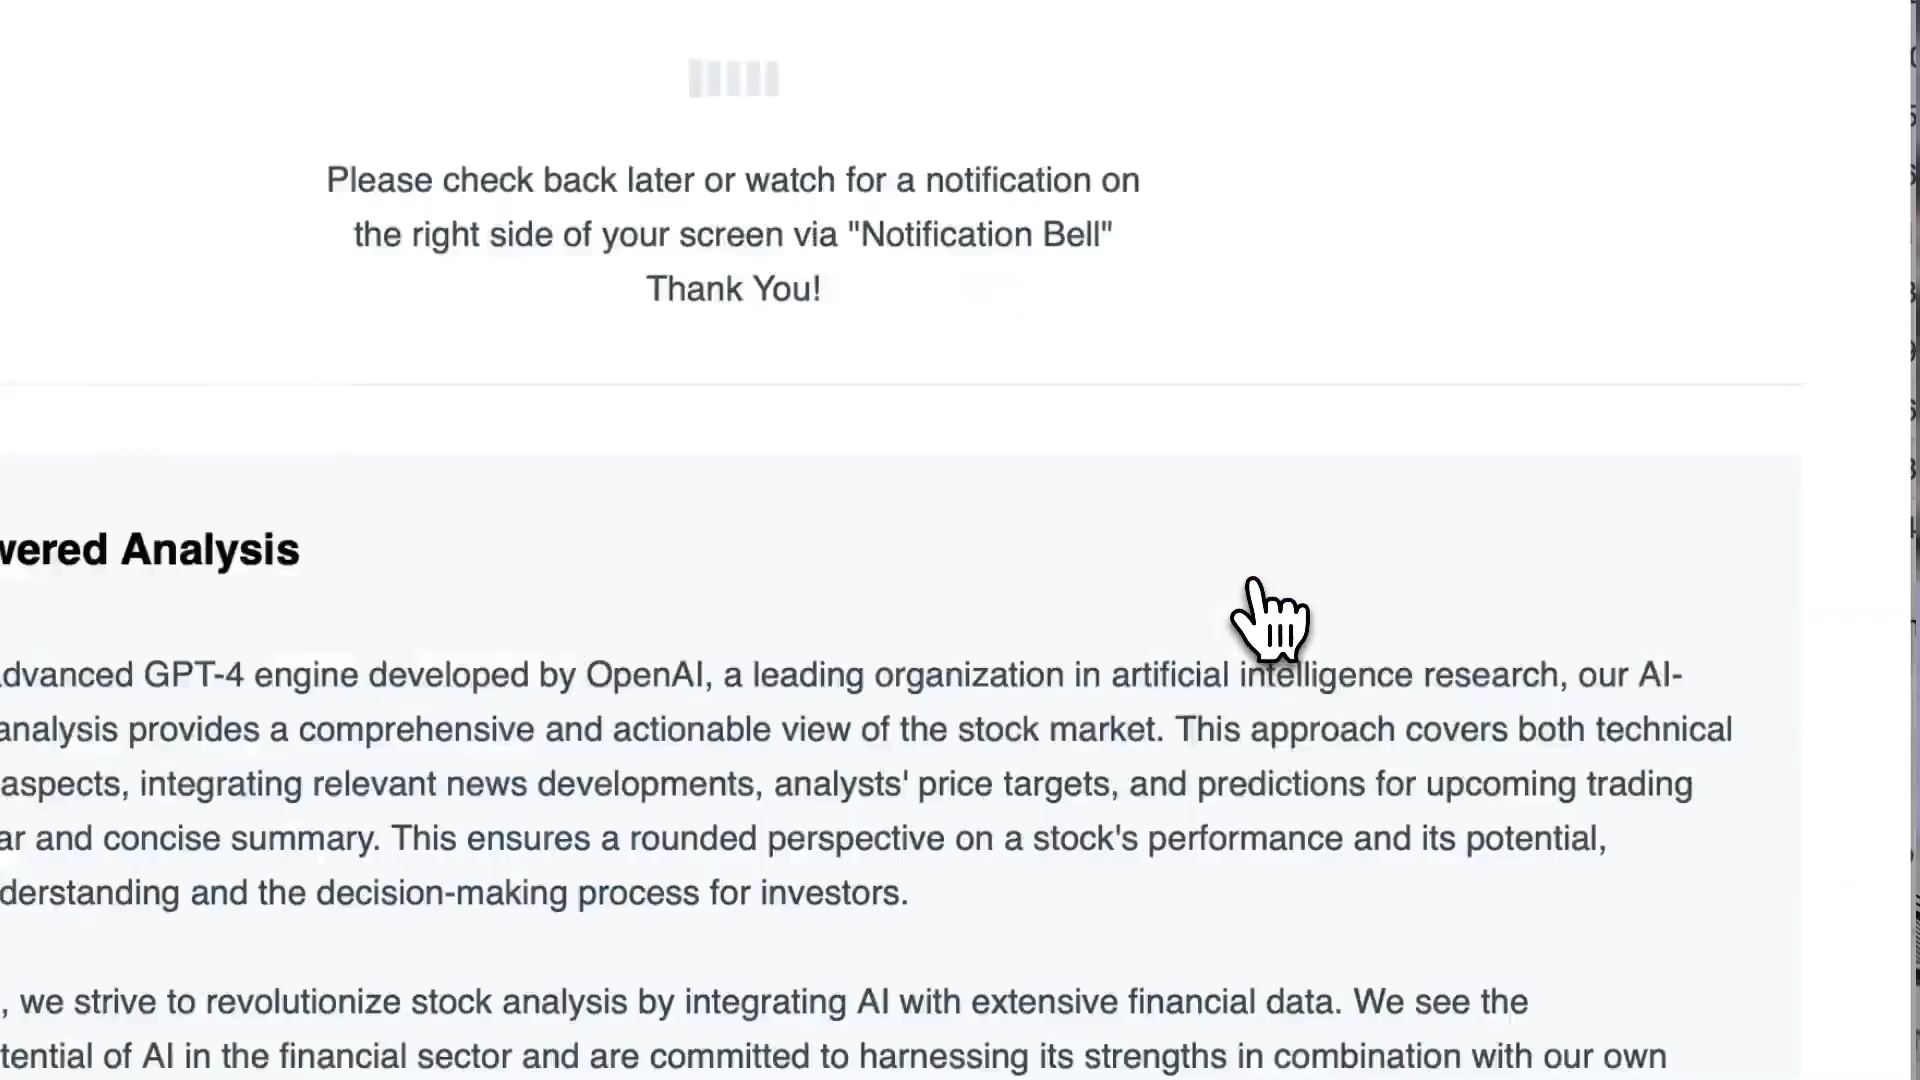 Please check back later or watch for a notification on
the right side of your screen via "Notification Bell"
Thank You!
wered Analysis
dvanced GPT-4 engine developed by OpenAI, a leading organization in artificial intelligence research, our AI-
analysis provides a comprehensive and actionable view of the stock market. This approach covers both technical
aspects, integrating relevant news developments, analysts' price targets, and predictions for upcoming trading
ar and concise summary. This ensures a rounded perspective on a stock's performance and its potential,
derstanding and the decision-making process for investors.
, we strive to revolutionize stock analysis by integrating AI with extensive financial data. We see the
tential of AI in the financial sector and are committed to harnessing its strengths in combination with our own